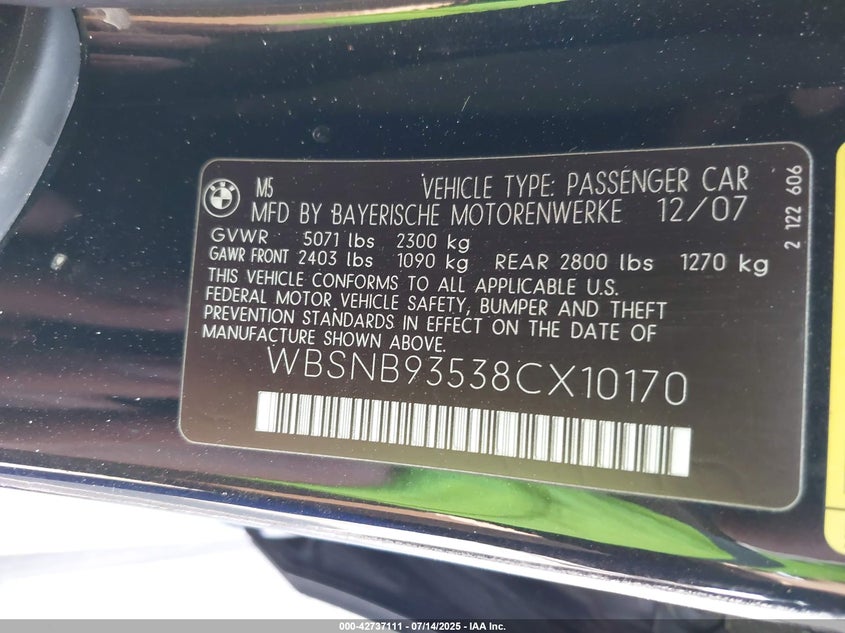 M5 VEHICLE TYPE: PASSENGER CAR
MFD BY BAYERISCHE MOTORENWERKE 12/07
GVWR 5071 lbs 2300 kg
GAWR FRONT 2403 lbs 1090 kg REAR 2800 lbs 1270 kg
THIS VEHICLE CONFORMS TO ALL APPLICABLE U.S.
FEDERAL MOTOR VEHICLE SAFETY, BUMPER AND THEFT
PREVENTION STANDARDS IN EFFECT ON THE DATE OF
MANUFACTURE SHOWN ABOVE.
WBSNB93538CX10170
2 122 606
000-42737111 - 07/14/2025 - IAA Inc.